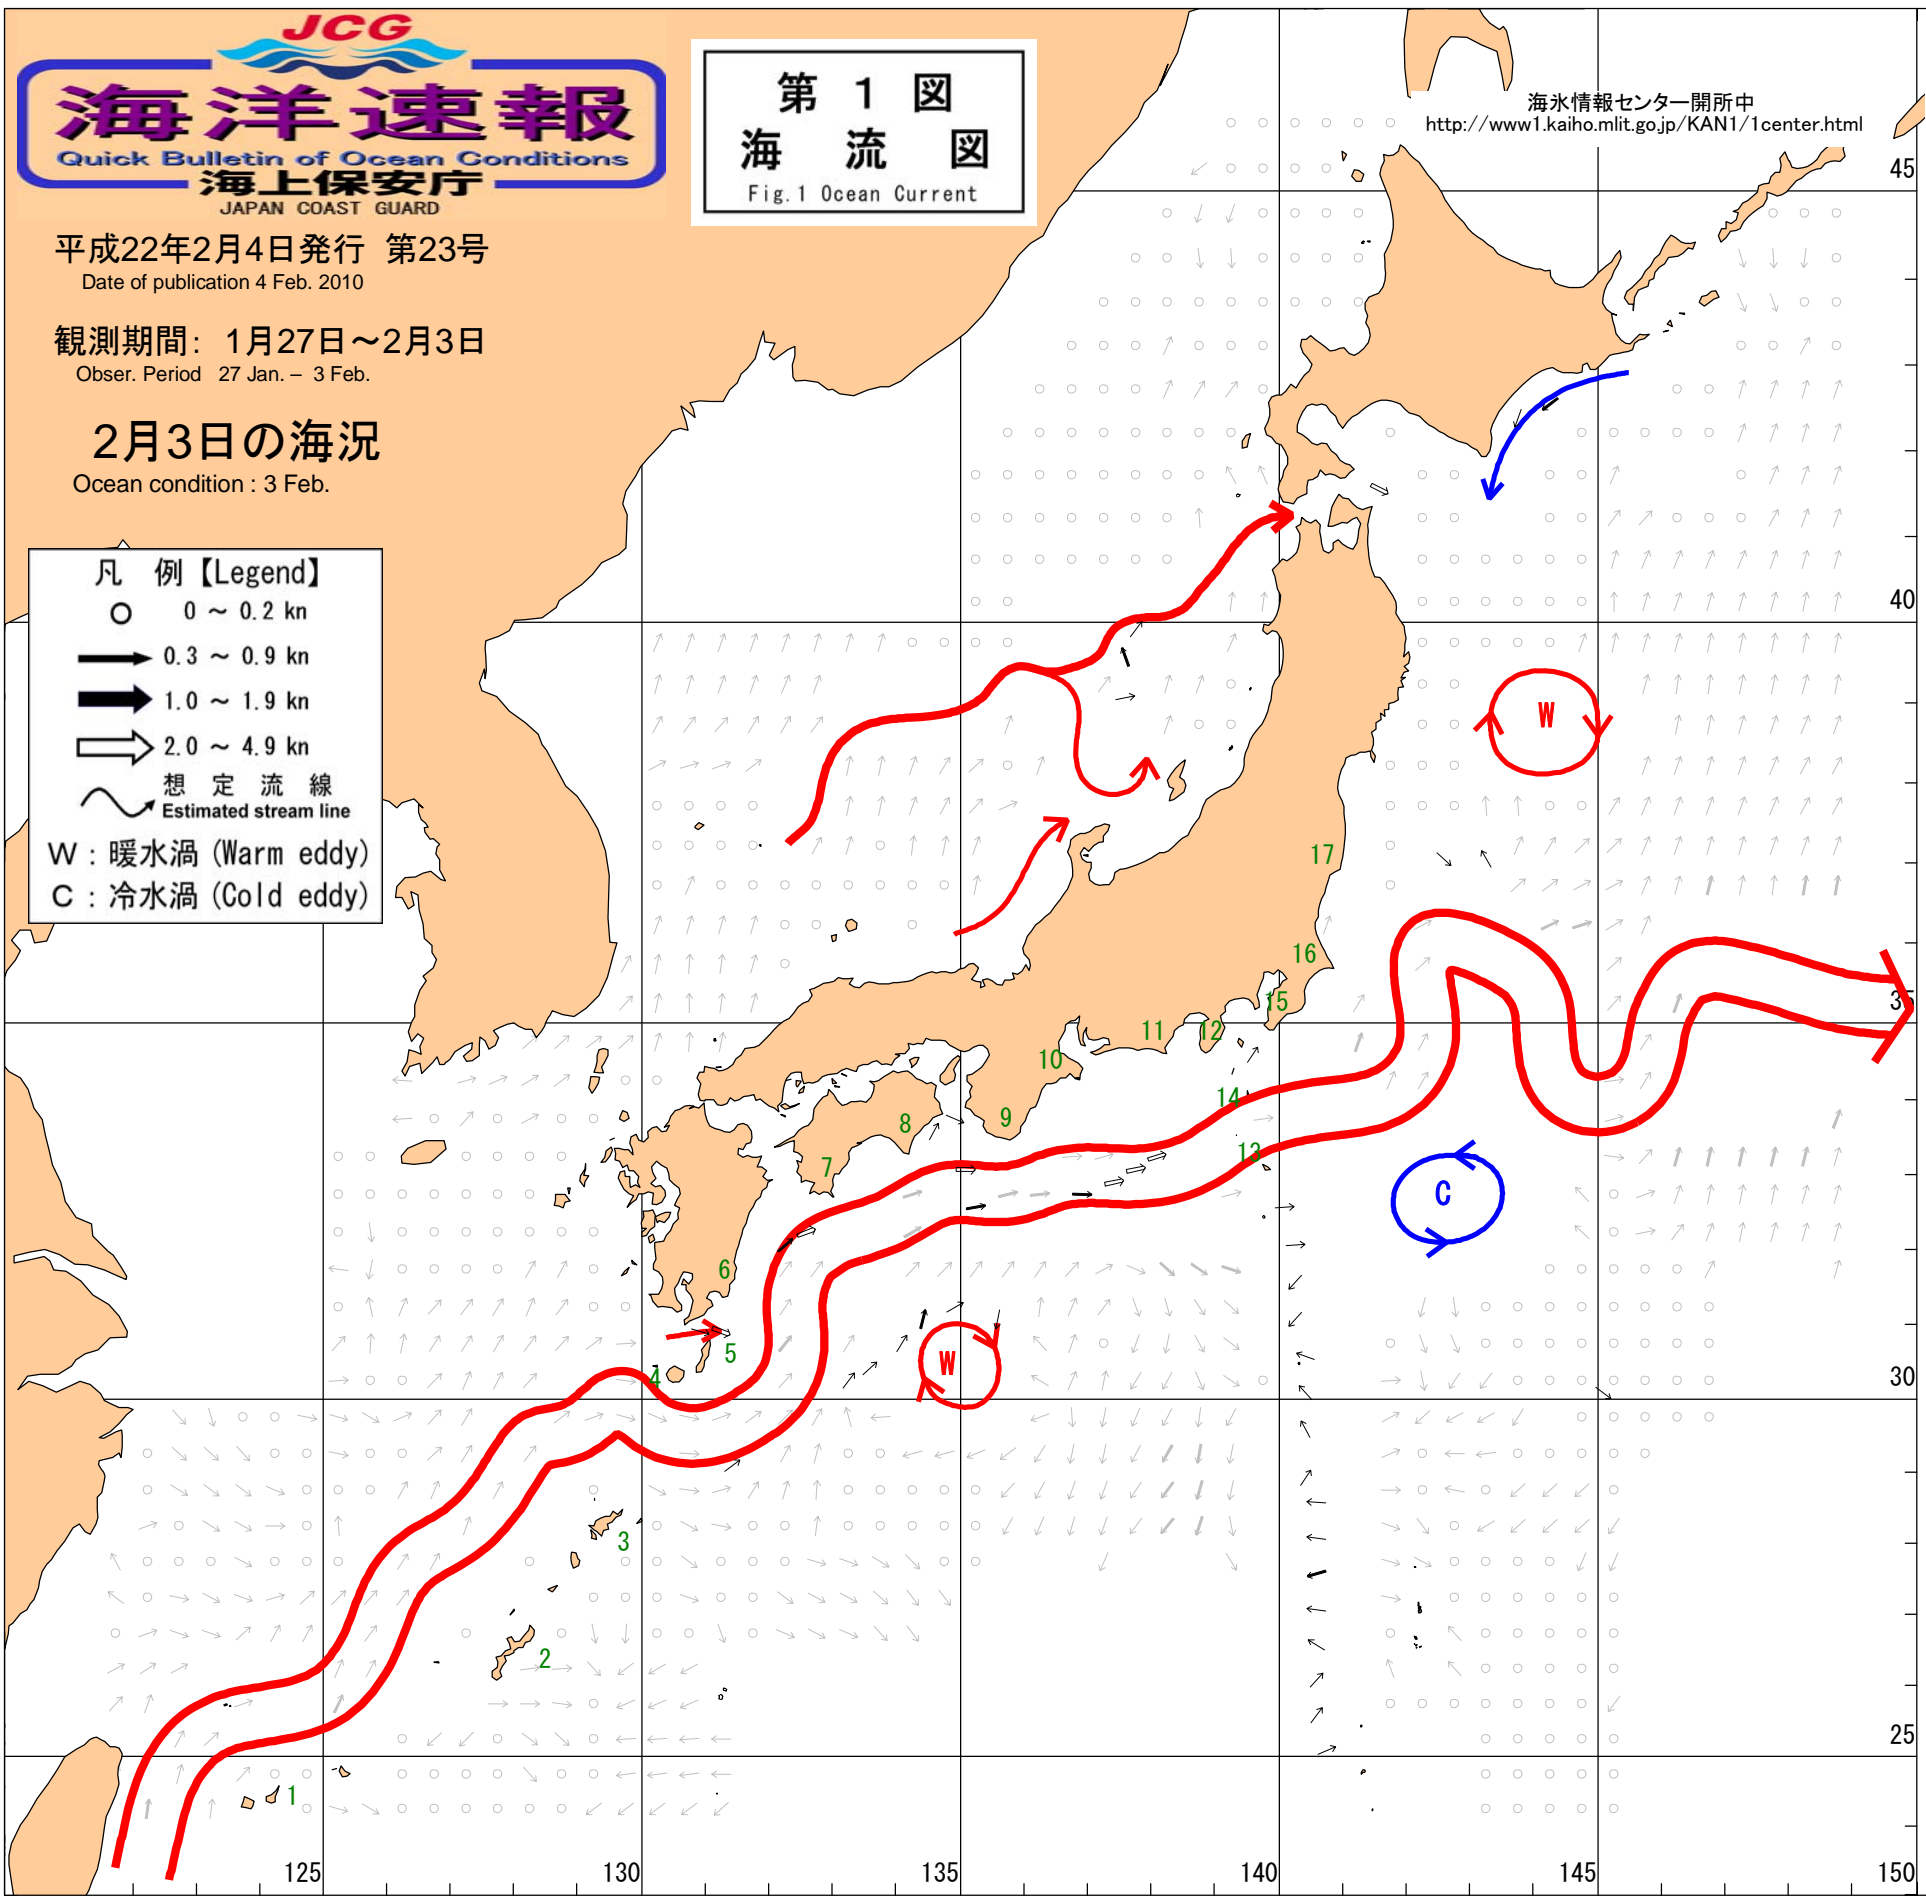 JCG
海洋速報
Quick Bulletin of Ocean Conditions
海上保安庁
JAPAN COAST GUARD
第 1 図
海 流 図
Fig.1 Ocean Current
海氷情報センター開所中
http://www1.kaiho.mlit.go.jp/KAN1/1center.html
平成22年2月4日発行 第23号
Date of publication 4 Feb. 2010
観測期間: 1月27日～2月3日
Obser. Period 27 Jan. – 3 Feb.
2月3日の海況
Ocean condition : 3 Feb.
凡 例【Legend】
0 ～ 0.2 kn
0.3 ～ 0.9 kn
1.0 ～ 1.9 kn
2.0 ～ 4.9 kn
想 定 流 線
Estimated stream line
W : 暖水渦 (Warm eddy)
C : 冷水渦 (Cold eddy)
45
40
W
17
16
35
15
12
11
10
14
9
8
13
7
C
6
5
W
4
30
3
2
25
1
125
130
135
140
145
150